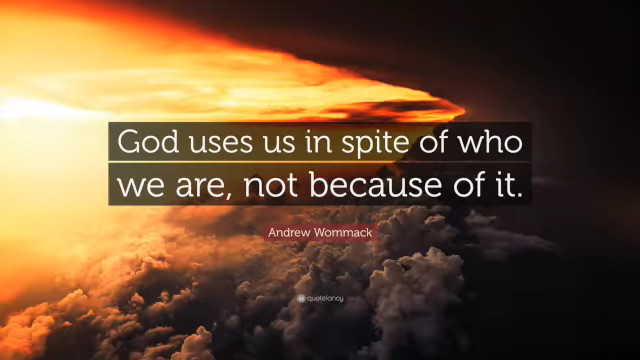 God uses us in spite of who
we are, not because of it.
Andrew Wommack
quotefancy